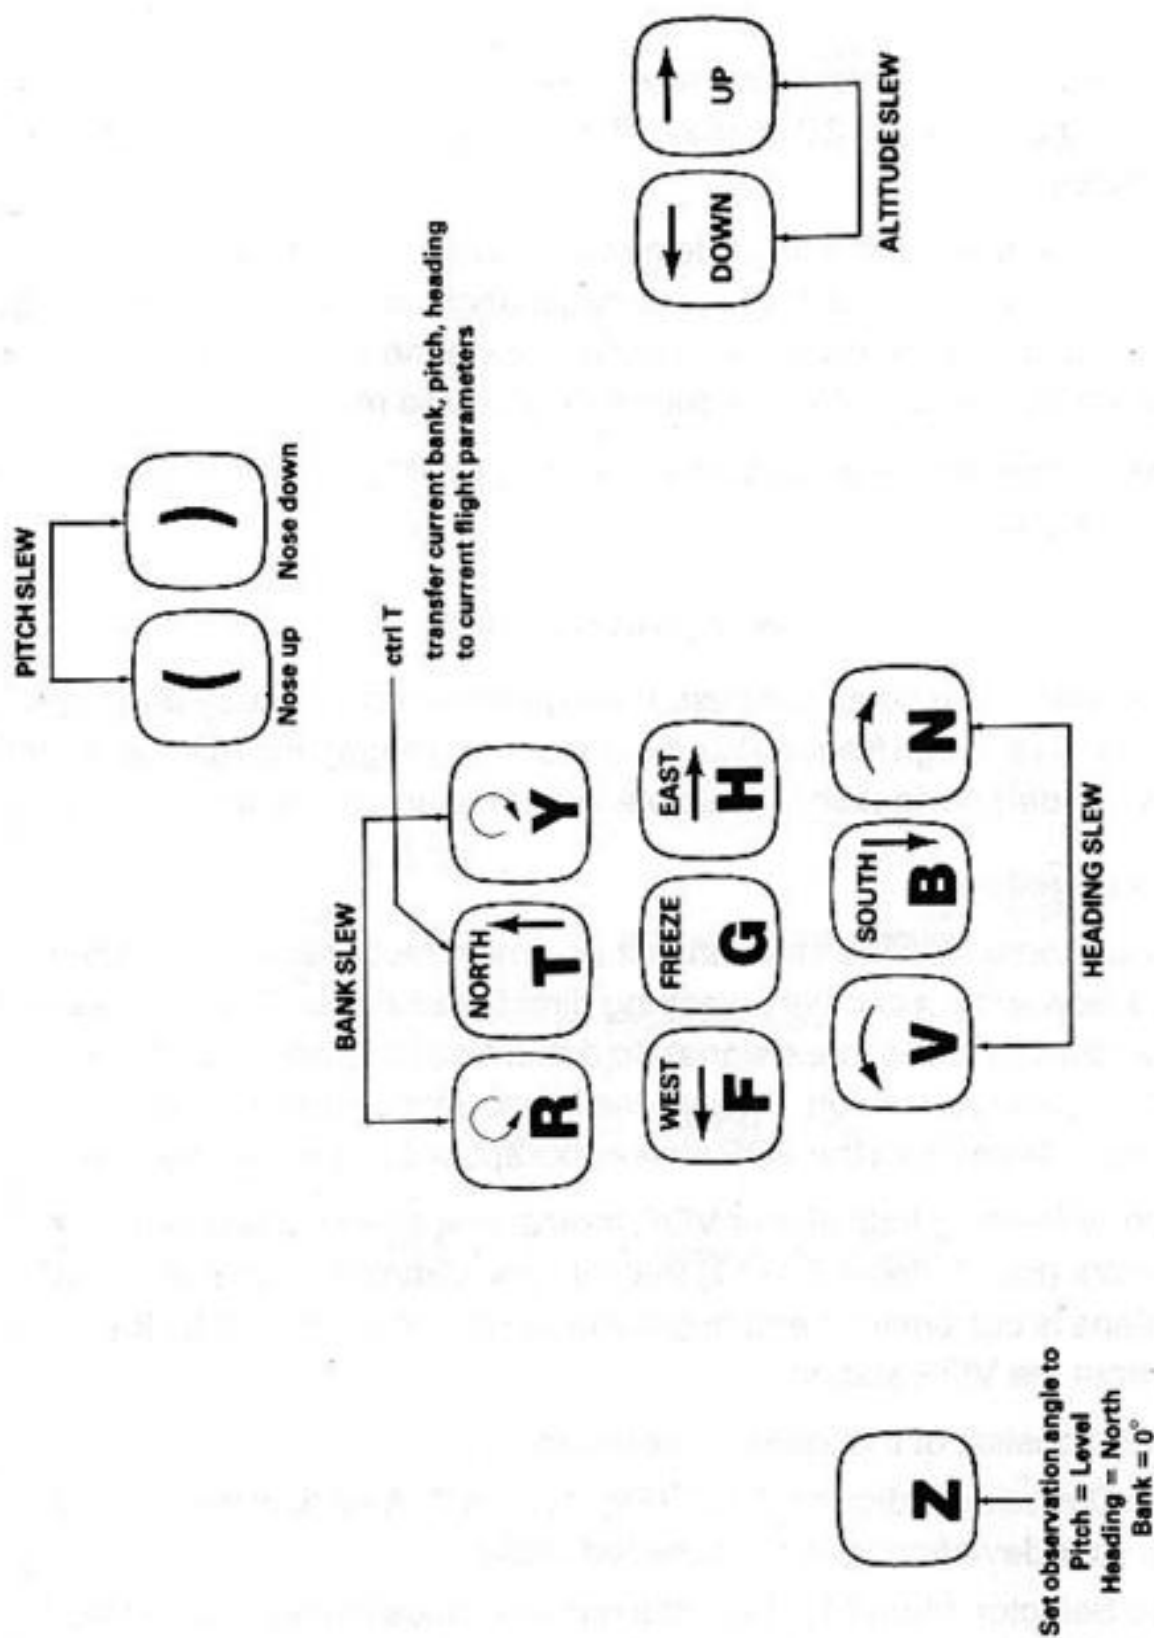 PITCH SLEW
(
)
Nose up
Nose down
BANK SLEW
ctrl T
transfer current bank, pitch, heading
to current flight parameters
R
NORTH
T
Y
WEST
F
FREEZE
G
EAST
H
V
SOUTH
B
N
HEADING SLEW
DOWN
UP
ALTITUDE SLEW
Z
Set observation angle to
Pitch = Level
Heading = North
Bank = 0°